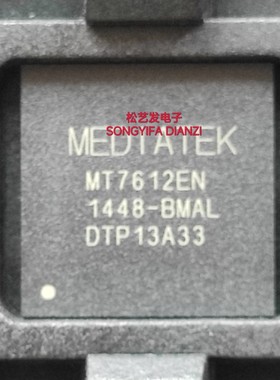 松艺发电子
SONGYIFA DIANZI
MEDIATEK
MT7612EN
1448-BMAL
DTP13A33